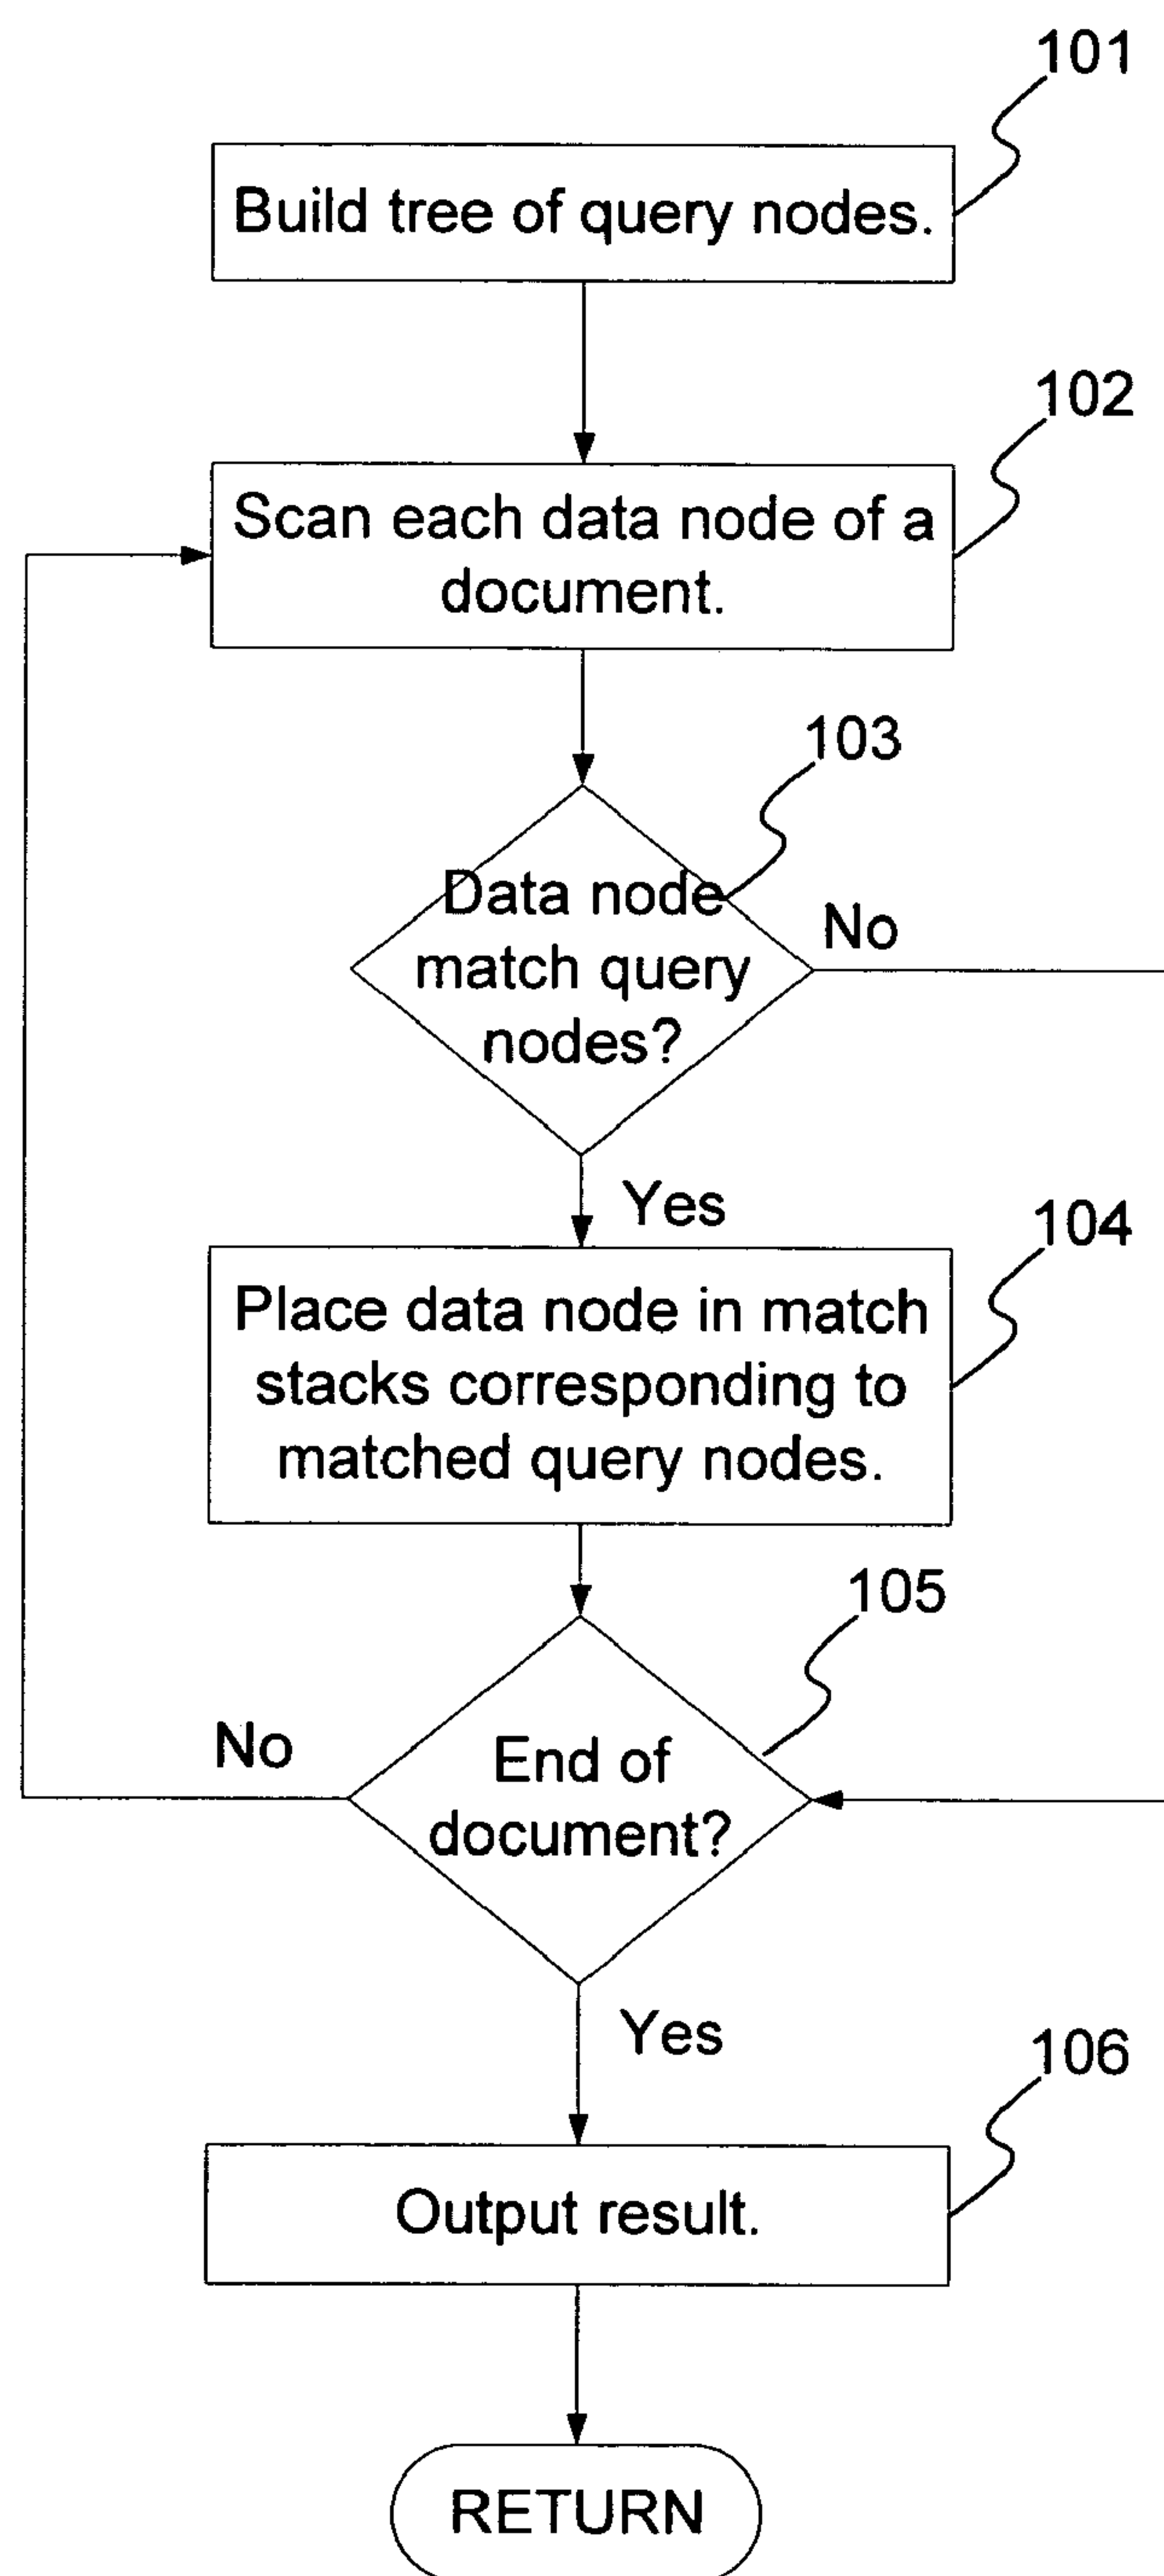 101
Build tree of query nodes.
102
Scan each data node of a
document.
103
Data node
match query
nodes?
No
Yes
104
Place data node in match
stacks corresponding to
matched query nodes.
105
No
End of
document?
Yes
106
Output result.
RETURN